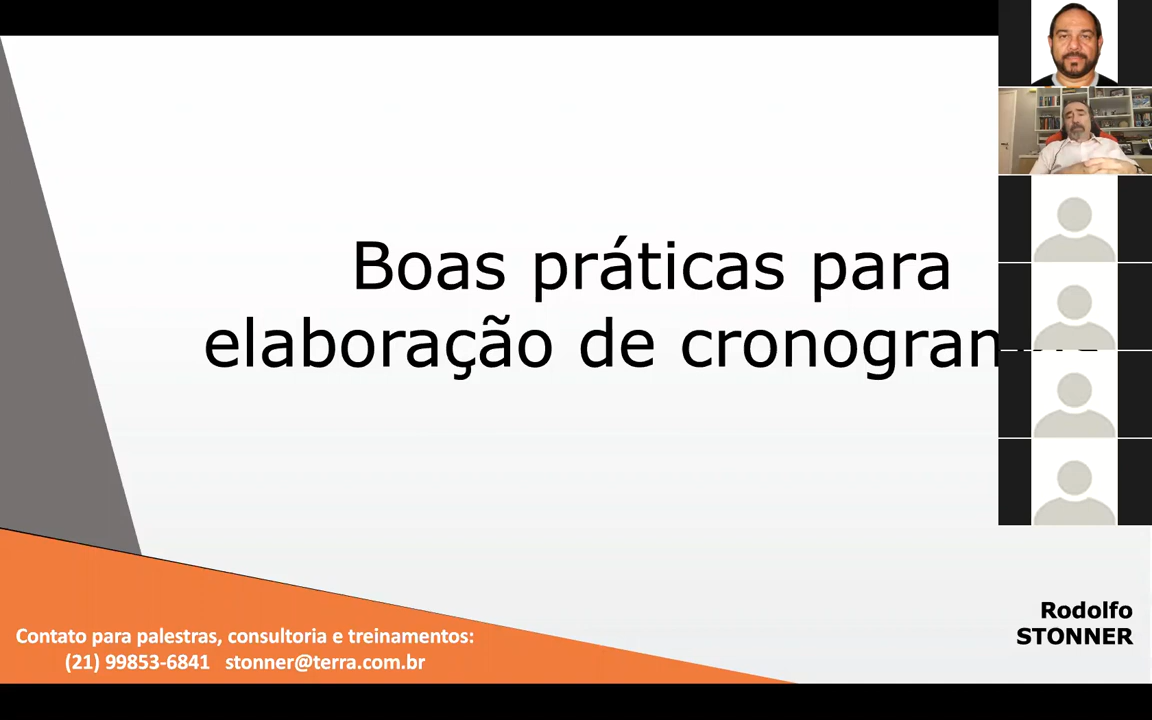 Boas práticas para
elaboração de
Rodolfo
STONNER
Contato para palestras, consultoria e treinamentos:
(21) 99853-6841 stonner@terra.com.br